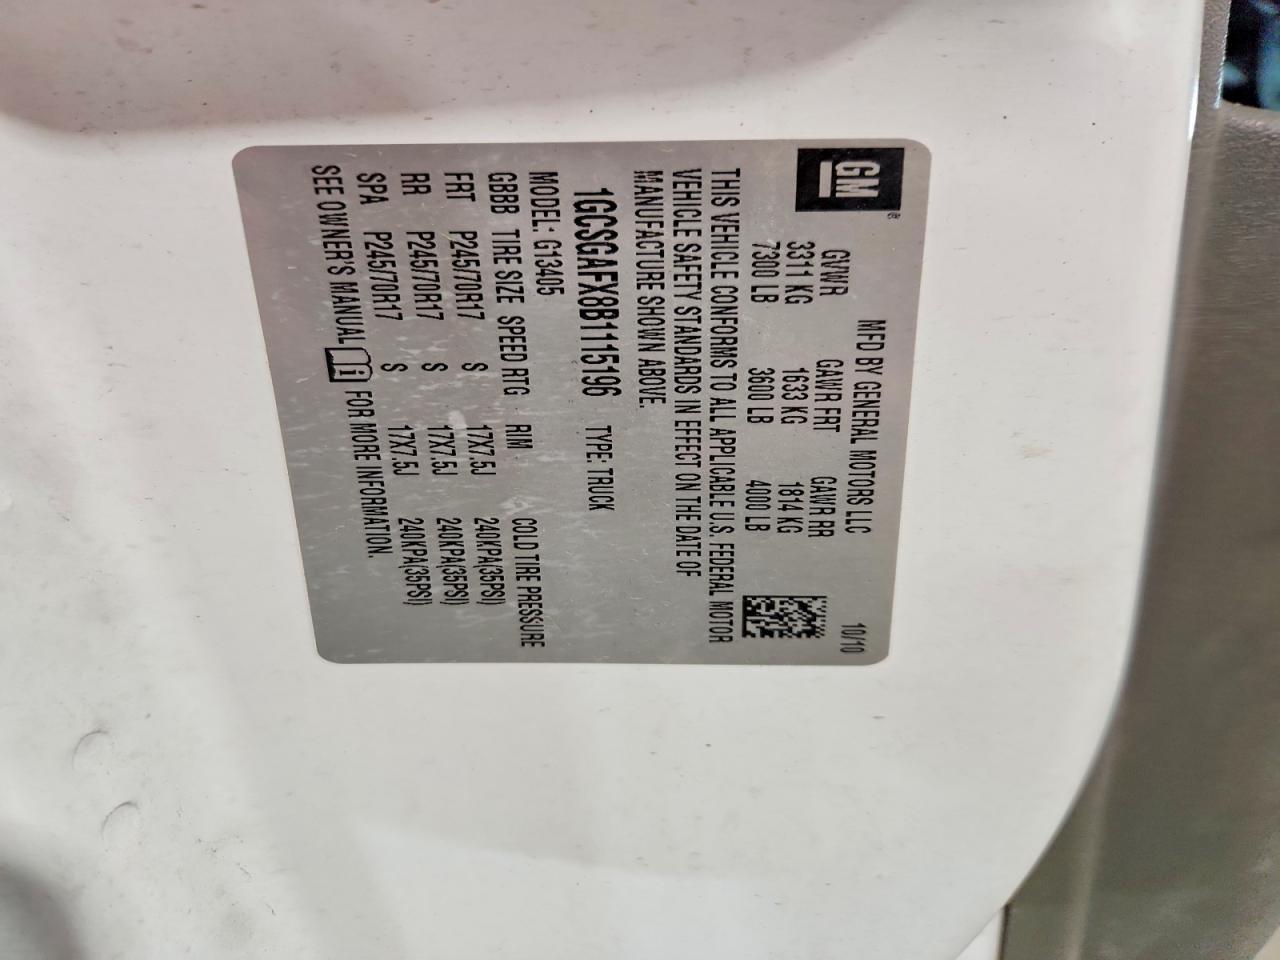 GM®
MFD BY GENERAL MOTORS LLC 10/10
GVWR GAWR FRT GAWR RR
3311 KG 1633 KG 1814 KG
7300 LB 3600 LB 4000 LB
THIS VEHICLE CONFORMS TO ALL APPLICABLE U.S. FEDERAL MOTOR
VEHICLE SAFETY STANDARDS IN EFFECT ON THE DATE OF
MANUFACTURE SHOWN ABOVE.
1GCSGAFX8B1115196 TYPE: TRUCK
MODEL: G13405
GBBB TIRE SIZE SPEED RTG RIM COLD TIRE PRESSURE
FRT P245/70R17 S 17X7.5J 240KPA(35PSI)
RR P245/70R17 S 17X7.5J 240KPA(35PSI)
SPA P245/70R17 S 17X7.5J 240KPA(35PSI)
SEE OWNER'S MANUAL i FOR MORE INFORMATION.